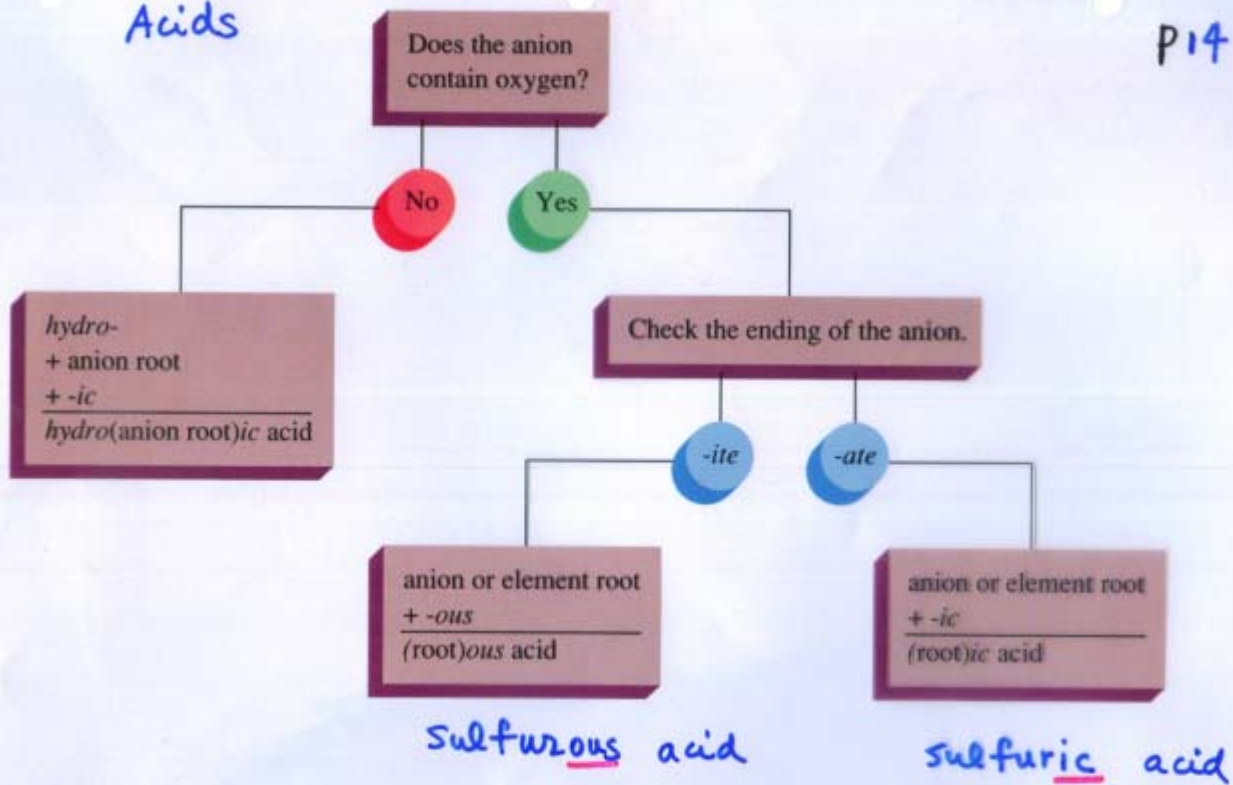 Acids
p14
Does the anion
contain oxygen?
No
Yes
hydro-
+ anion root
+ -ic
hydro(anion root)ic acid
Check the ending of the anion.
-ite
-ate
anion or element root
+ -ous
(root)ous acid
anion or element root
+ -ic
(root)ic acid
sulfurous acid
sulfuric acid